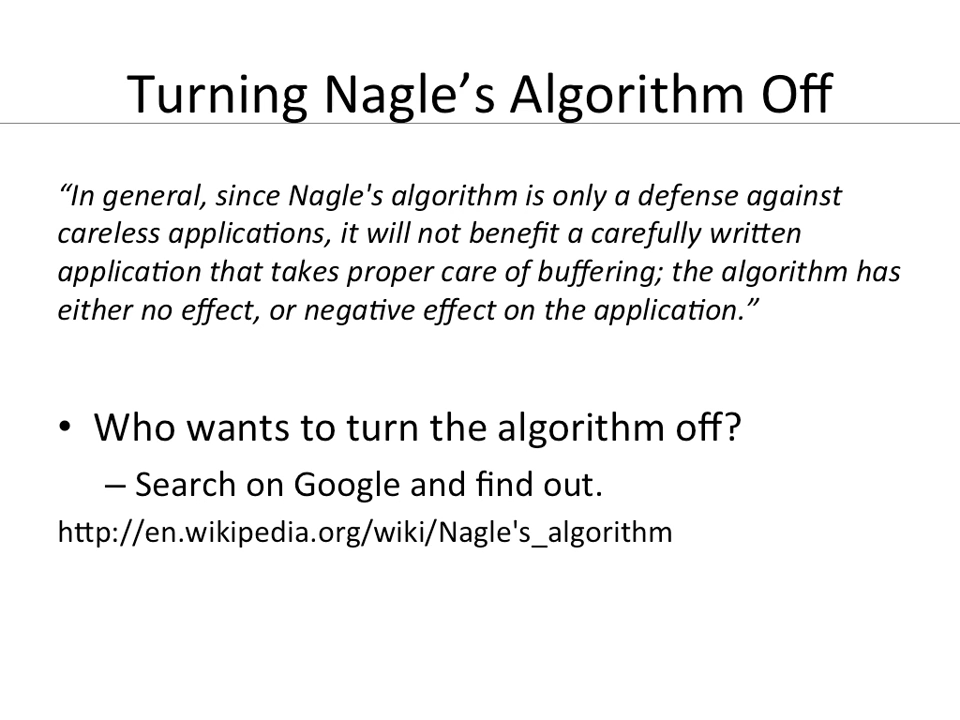 Turning Nagle’s Algorithm Off
“In general, since Nagle's algorithm is only a defense against
careless applications, it will not benefit a carefully written
application that takes proper care of buffering; the algorithm has
either no effect, or negative effect on the application.”
• Who wants to turn the algorithm off?
– Search on Google and find out.
http://en.wikipedia.org/wiki/Nagle's_algorithm